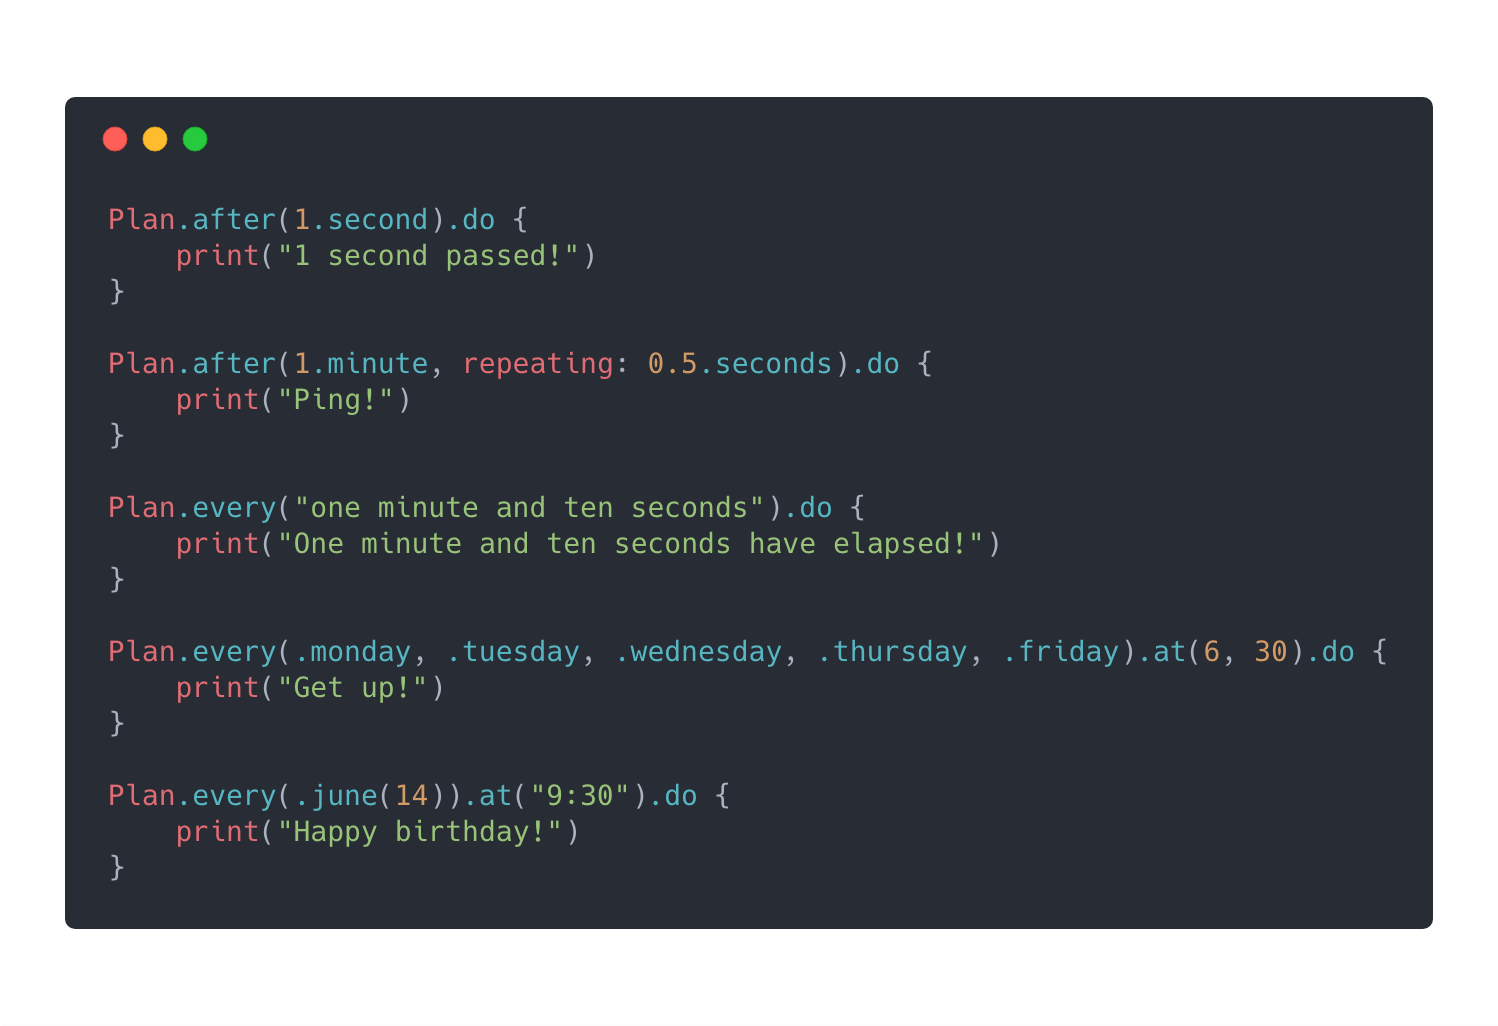 Plan.after(1.second).do {
    print("1 second passed!")
}

Plan.after(1.minute, repeating: 0.5.seconds).do {
    print("Ping!")
}

Plan.every("one minute and ten seconds").do {
    print("One minute and ten seconds have elapsed!")
}

Plan.every(.monday, .tuesday, .wednesday, .thursday, .friday).at(6, 30).do {
    print("Get up!")
}

Plan.every(.june(14)).at("9:30").do {
    print("Happy birthday!")
}